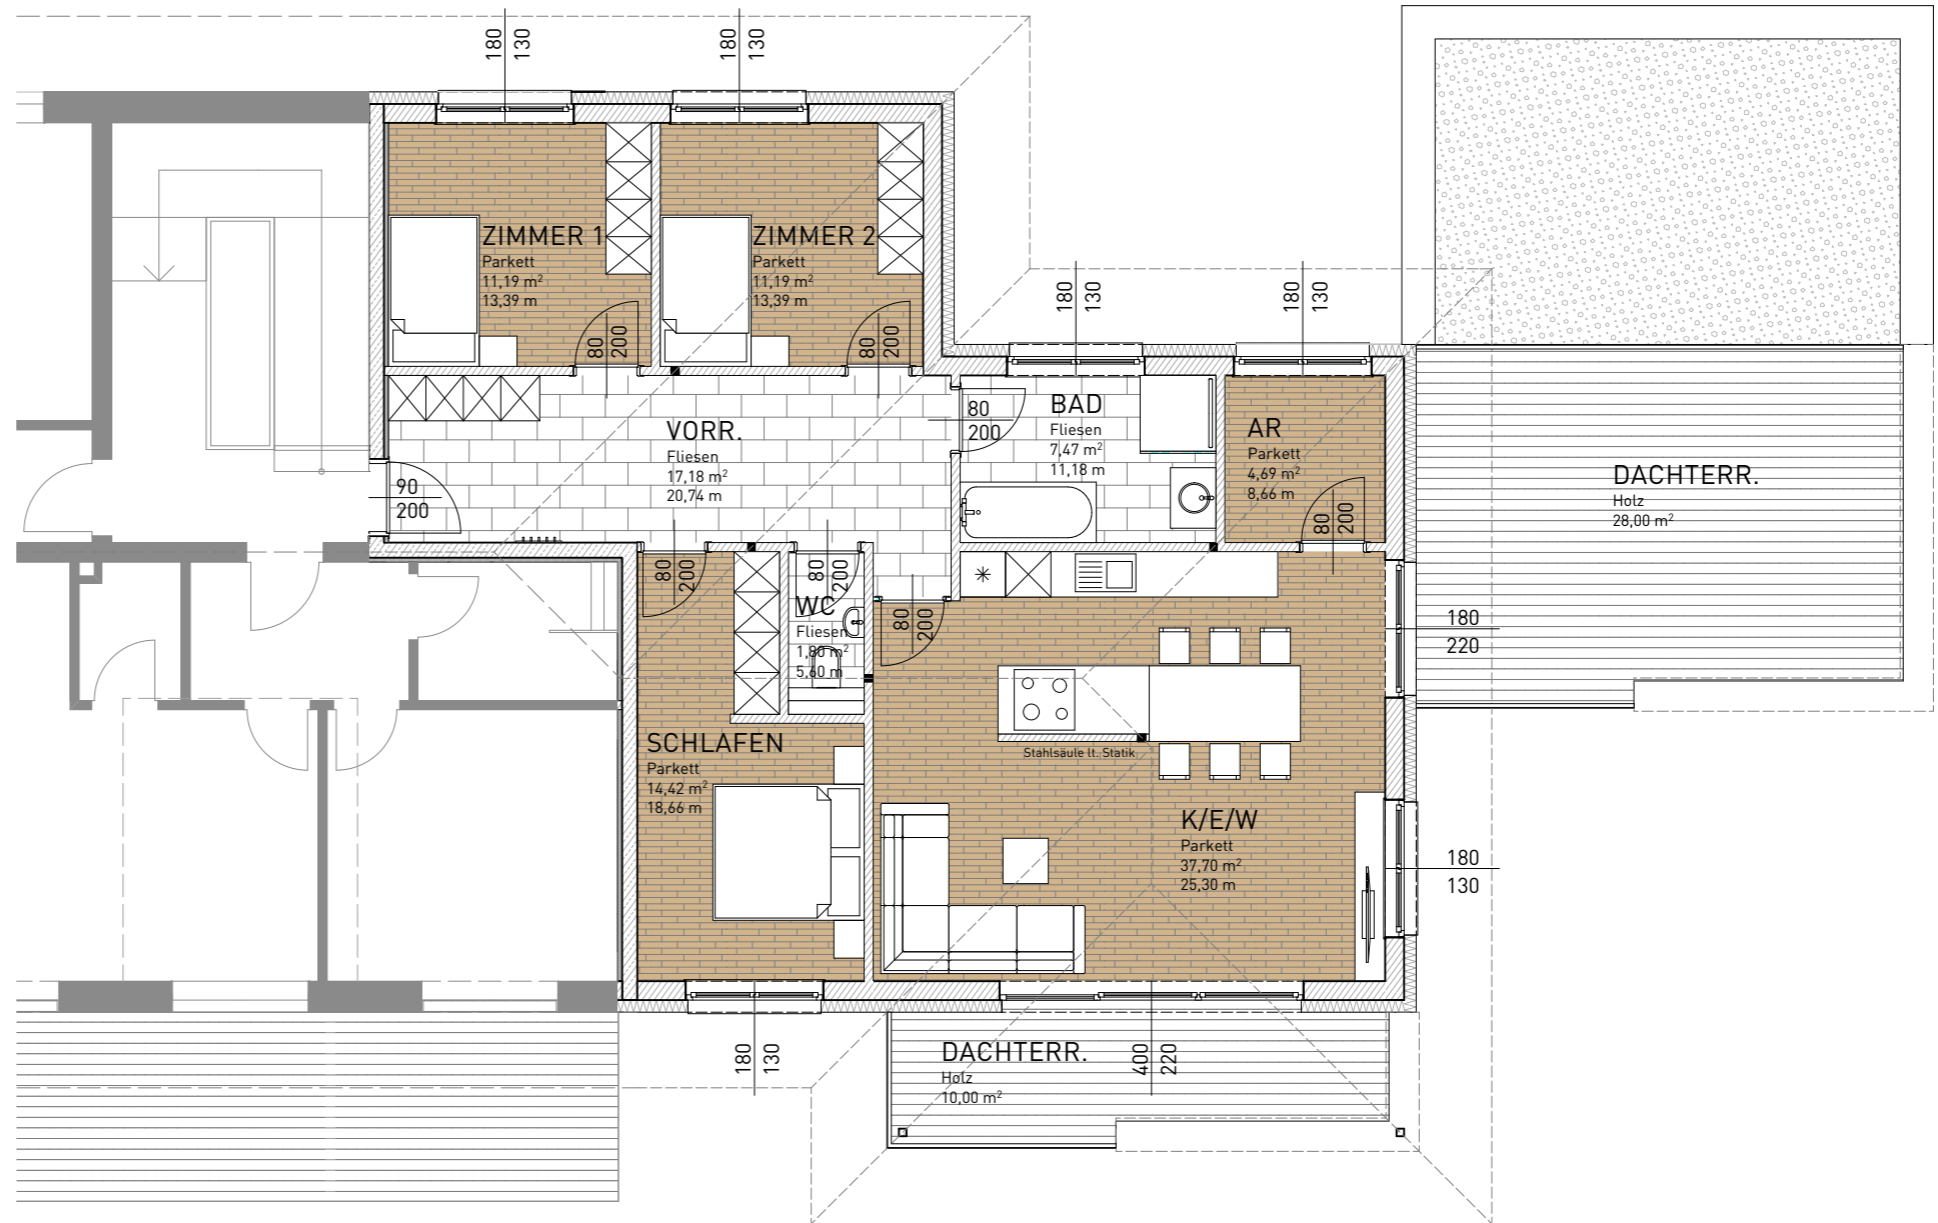 180
130
180
130
ZIMMER 1
Parkett
11,19 m²
13,39 m
ZIMMER 2
Parkett
11,19 m²
13,39 m
80
200
80
200
180
130
180
130
90
200
VORR.
Fliesen
17,18 m²
20,74 m
80
200
BAD
Fliesen
7,47 m²
11,18 m
AR
Parkett
4,69 m²
8,66 m
80
200
DACHTERR.
Holz
28,00 m²
80
200
80
200
WC
Fliesen
1,80 m²
5,60 m
80
200
180
220
SCHLAFEN
Parkett
14,42 m²
18,66 m
Stahlsäule lt. Statik
K/E/W
Parkett
37,70 m²
25,30 m
180
130
180
130
DACHTERR.
Holz
10,00 m²
400
220